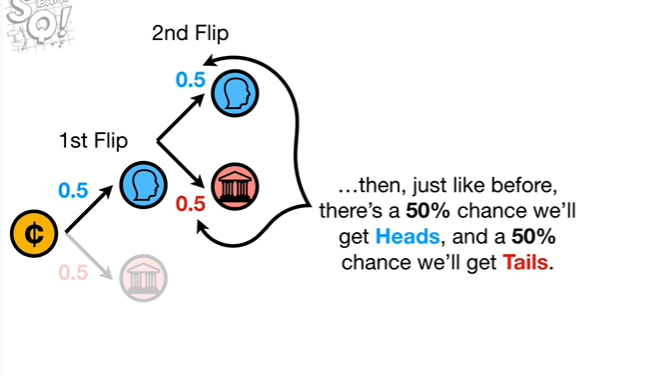 2nd Flip
0.5
1st Flip
0.5
0.5
0.5
¢
...then, just like before,
there's a 50% chance we'll
get Heads, and a 50%
chance we'll get Tails.